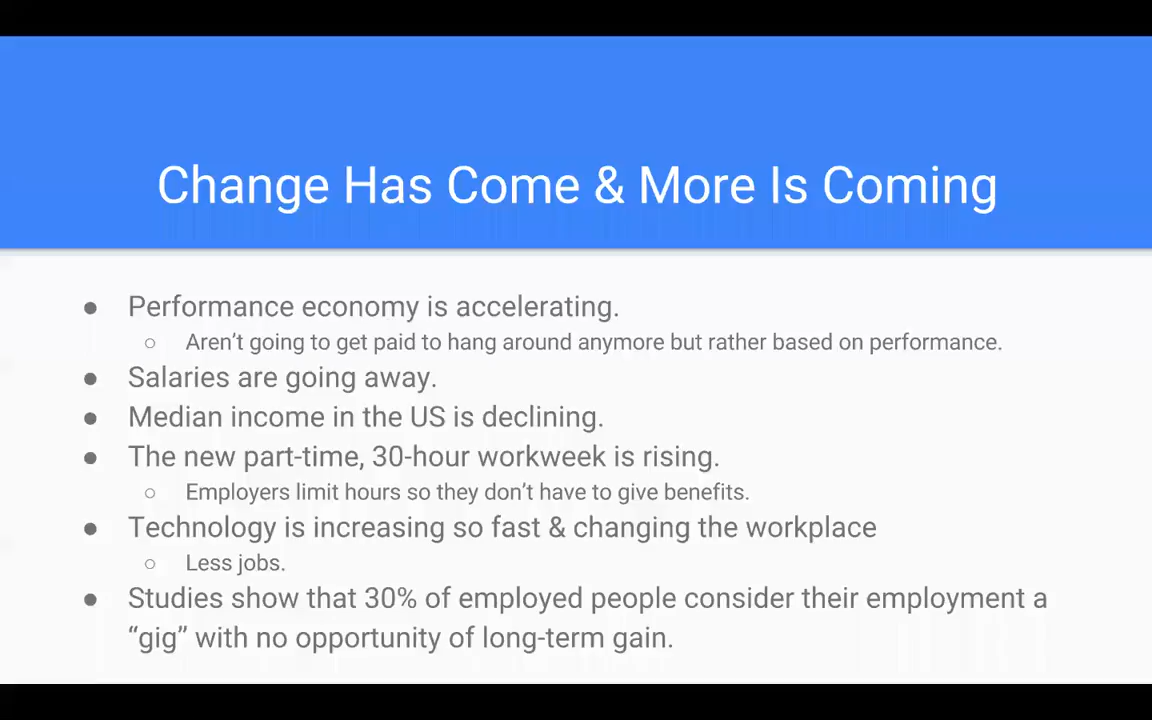 Change Has Come & More Is Coming
● Performance economy is accelerating.
○ Aren’t going to get paid to hang around anymore but rather based on performance.
● Salaries are going away.
● Median income in the US is declining.
● The new part-time, 30-hour workweek is rising.
○ Employers limit hours so they don’t have to give benefits.
● Technology is increasing so fast & changing the workplace
○ Less jobs.
● Studies show that 30% of employed people consider their employment a
“gig” with no opportunity of long-term gain.